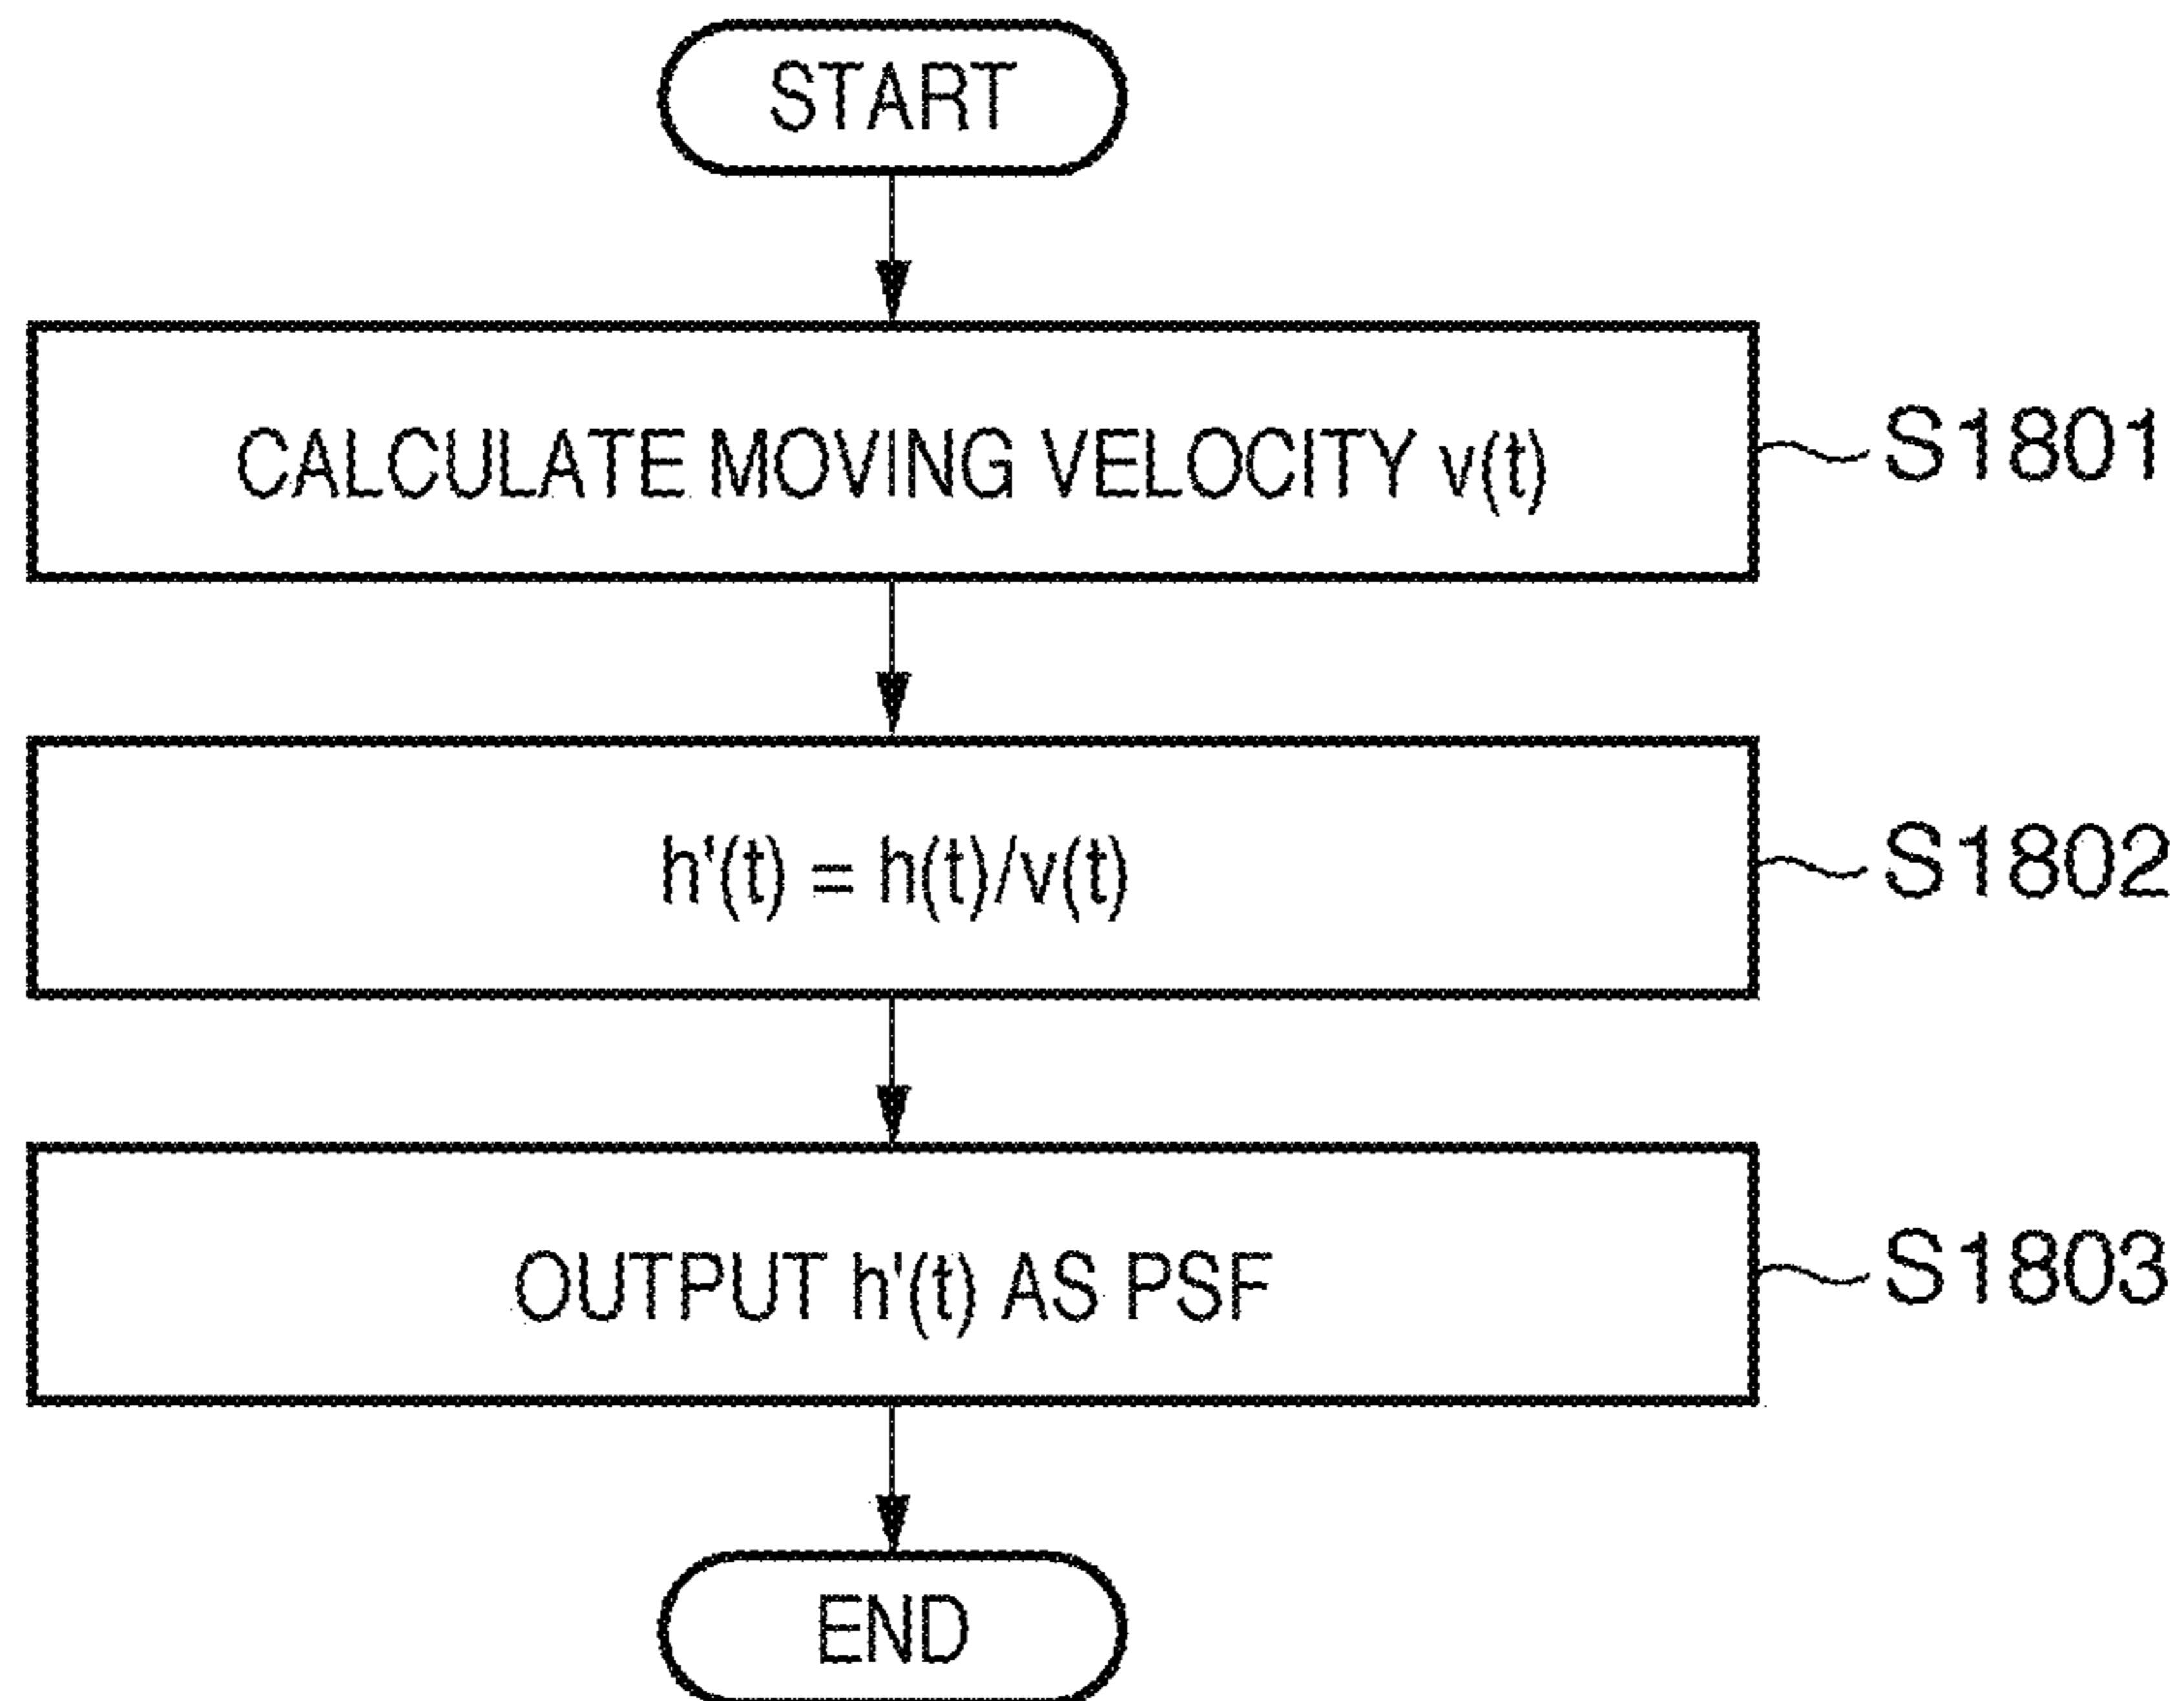 START
CALCULATE MOVING VELOCITY v(t)
S1801
h'(t) = h(t)/v(t)
S1802
OUTPUT h'(t) AS PSF
S1803
END